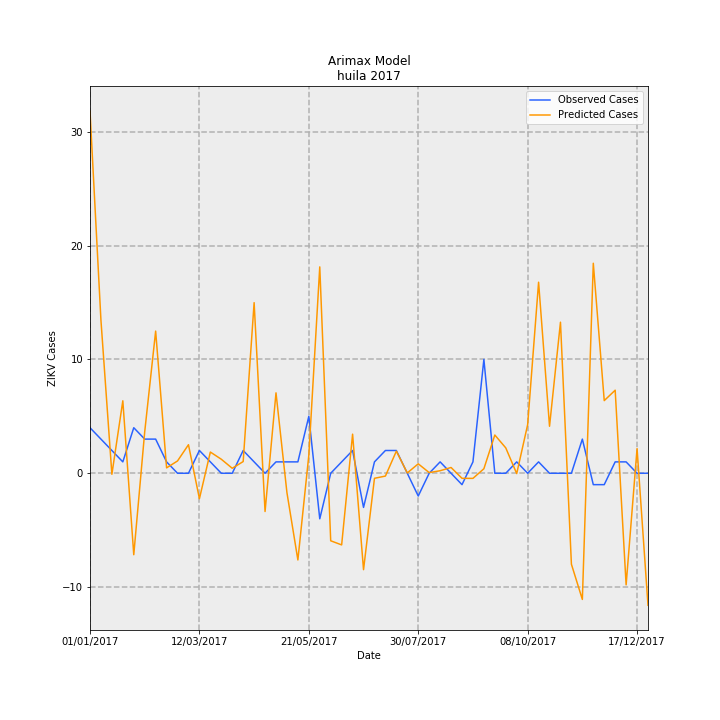 Arimax Model
huila 2017
Observed Cases
Predicted Cases
ZIKV Cases
30
20
10
0
−10
01/01/2017
12/03/2017
21/05/2017
30/07/2017
08/10/2017
17/12/2017
Date